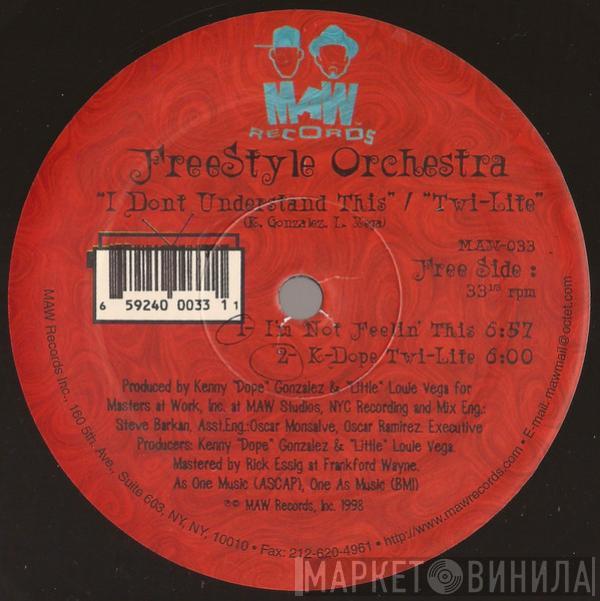 MAW
RECORDS
FreeStyle Orchestra
"I Dont Understand This" / "Twi-Lite"
(K. Gonzalez, L. Vega)
MAW-033
Free Side :
33 1/3 rpm
6 59240 0033 1 1
1- I'm Not Feelin' This 6:57
2- K-Dope Twi-Lite 6:00
Produced by Kenny "Dope" Gonzalez & "Little" Louie Vega for
Masters at Work, Inc. at MAW Studios, NYC Recording and Mix Eng.:
Steve Barkan, Asst.Eng.:Oscar Monsalve, Oscar Ramirez. Executive
Producers: Kenny "Dope" Gonzalez & "Little" Louie Vega.
Mastered by Rick Essig at Frankford Wayne.
As One Music (ASCAP), One As Music (BMI)
℗© MAW Records, Inc. 1998
MAW Records Inc., 160 5th. Ave., Suite 603, NY, NY, 10010 • Fax: 212-620-4961 • http://www.mawrecords.com • E-mail: mawmail@octet.com
МАРКЕТ ВИНИЛА